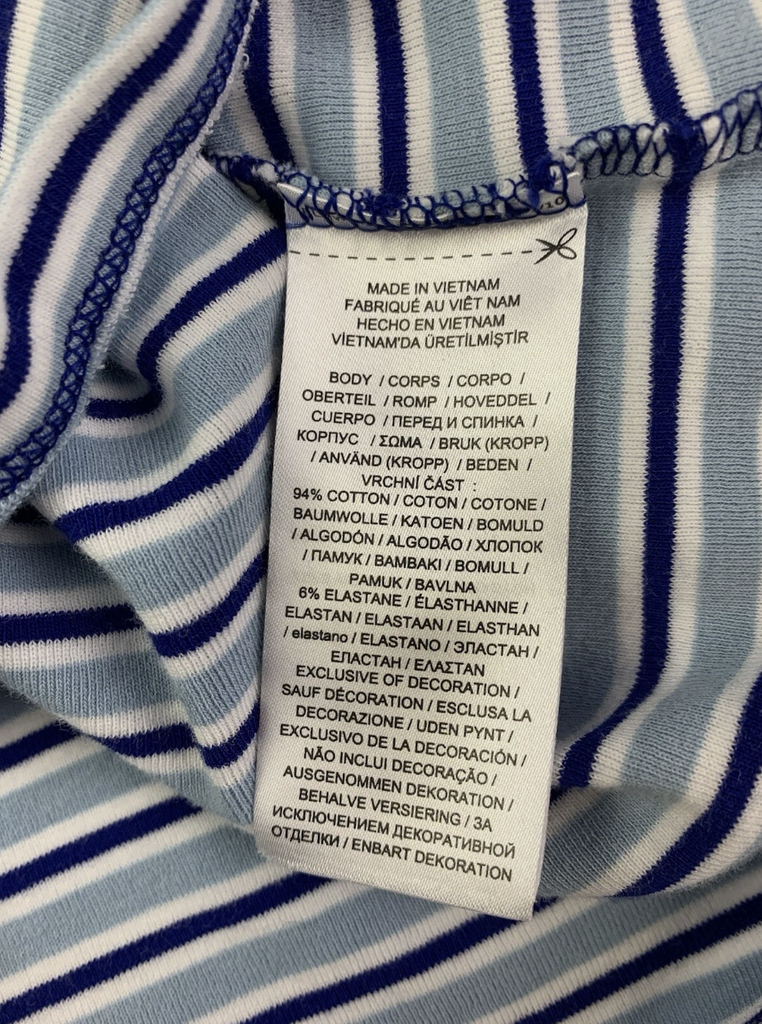 MADE IN VIETNAM
FABRIQUÉ AU VIÊT NAM
HECHO EN VIETNAM
VİETNAM'DA ÜRETİLMİŞTİR
BODY / CORPS / CORPO /
OBERTEIL / ROMP / HOVEDDEL /
CUERPO / ПЕРЕД И СПИНКА /
КОРПУС / ΣΩΜΑ / BRUK (KROPP)
/ ANVÄND (KROPP) / BEDEN /
VRCHNÍ ČÁST :
94% COTTON / COTON / COTONE /
BAUMWOLLE / KATOEN / BOMULD
/ ALGODÓN / ALGODÃO / ХЛОПОК
/ ПАМУК / ΒΑΜΒΑΚΙ / BOMULL /
PAMUK / BAVLNA
6% ELASTANE / ÉLASTHANNE /
ELASTAN / ELASTAAN / ELASTHAN
/ elastano / ELASTANO / ЭЛАСТАН /
ЕЛАСТАН / ΕΛΑΣΤΑΝ
EXCLUSIVE OF DECORATION /
SAUF DÉCORATION / ESCLUSA LA
DECORAZIONE / UDEN PYNT /
EXCLUSIVO DE LA DECORACIÓN /
NÃO INCLUI DECORAÇÃO /
AUSGENOMMEN DEKORATION /
BEHALVE VERSIERING / ЗА
ИСКЛЮЧЕНИЕМ ДЕКОРАТИВНОЙ
ОТДЕЛКИ / ENBART DEKORATION